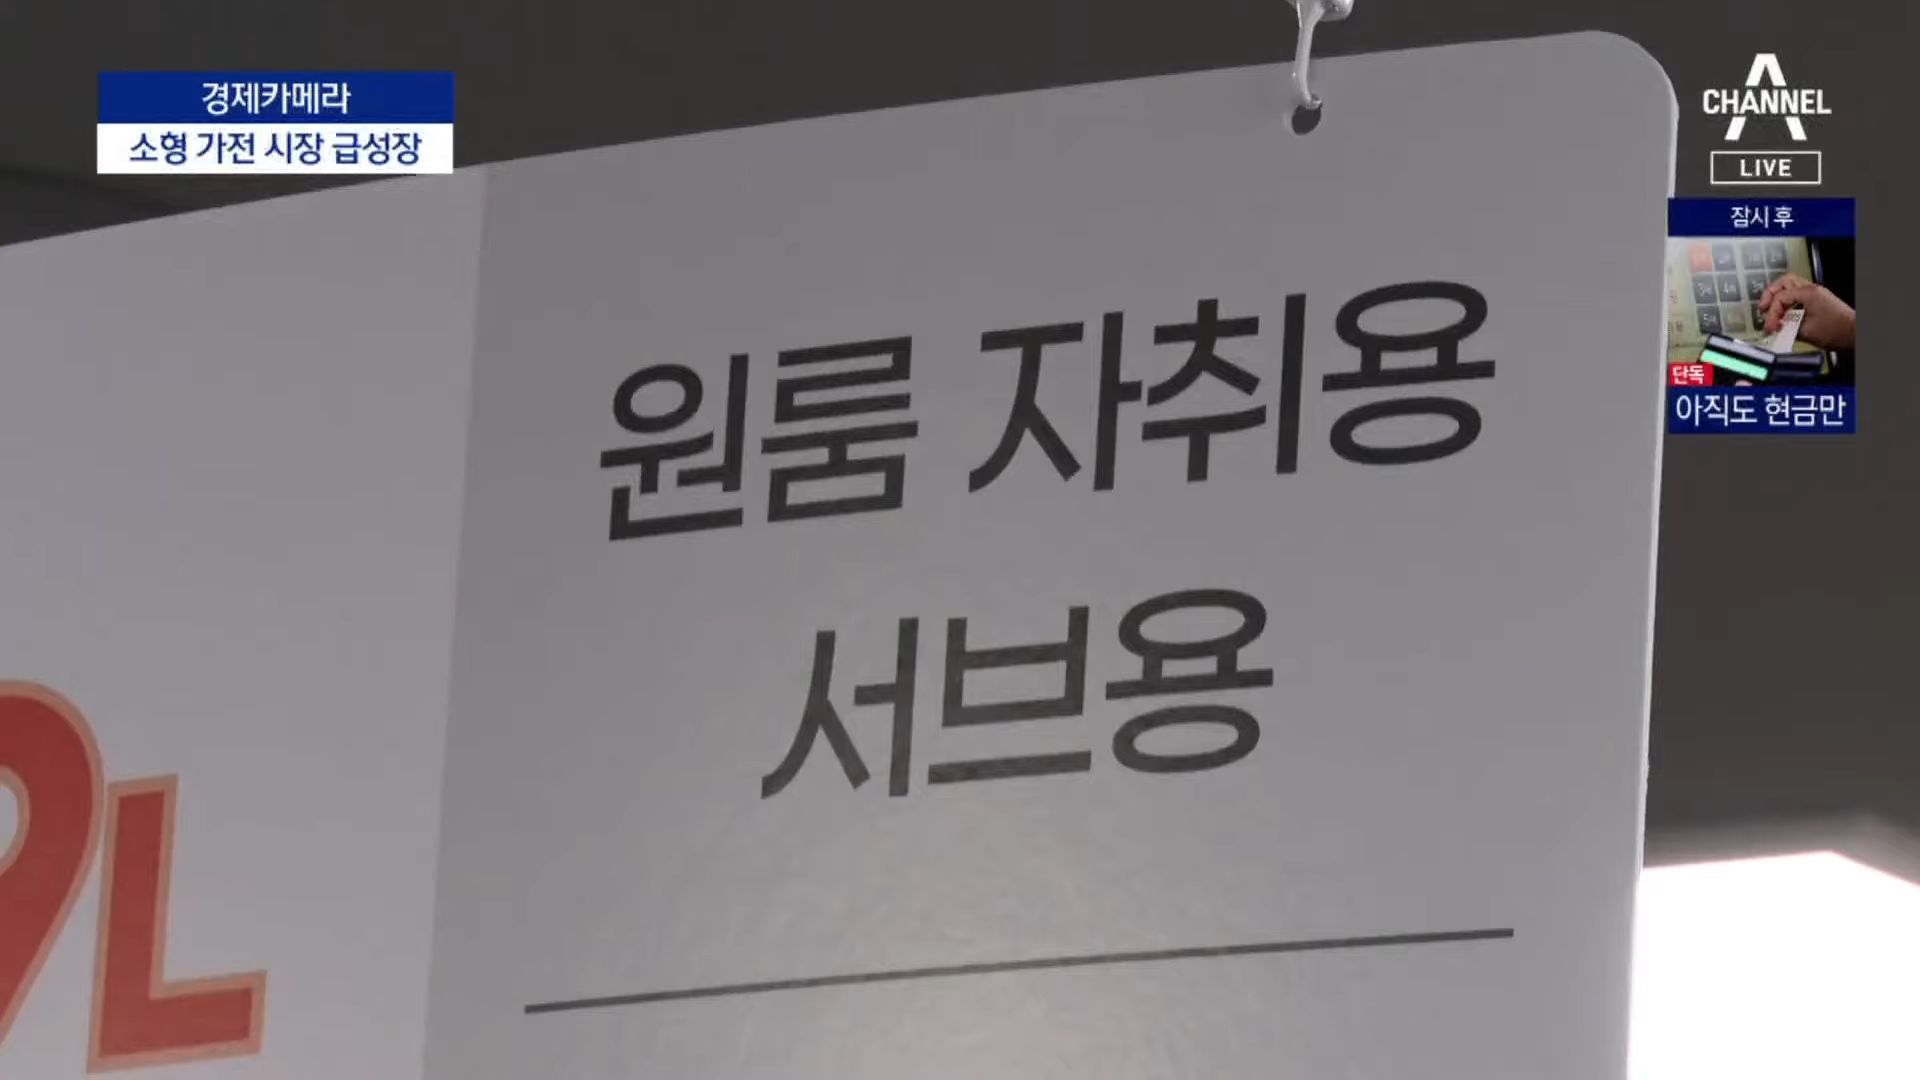 경제카메라
소형 가전 시장 급성장
CHANNEL A
LIVE
잠시 후
단독
아직도 현금만
원룸 자취용
서브용
9L